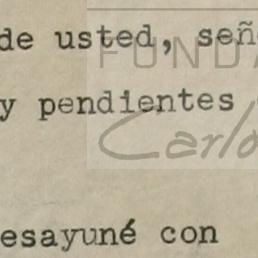 de usted, seño
FUNDA
y pendientes
Carlo
esayuné con